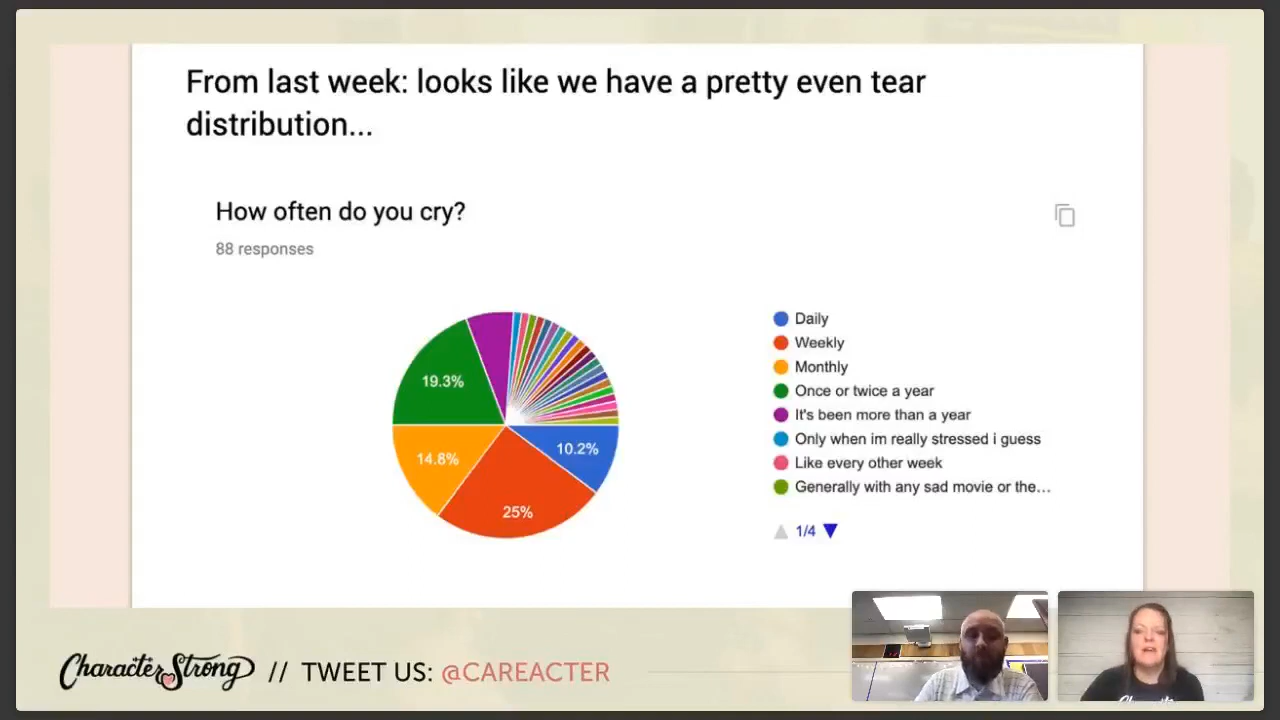 From last week: looks like we have a pretty even tear
distribution...
How often do you cry?
88 responses
19.3%
14.8%
25%
10.2%
Daily
Weekly
Monthly
Once or twice a year
It's been more than a year
Only when im really stressed i guess
Like every other week
Generally with any sad movie or the...
1/4
CharacterStrong // TWEET US: @CAREACTER